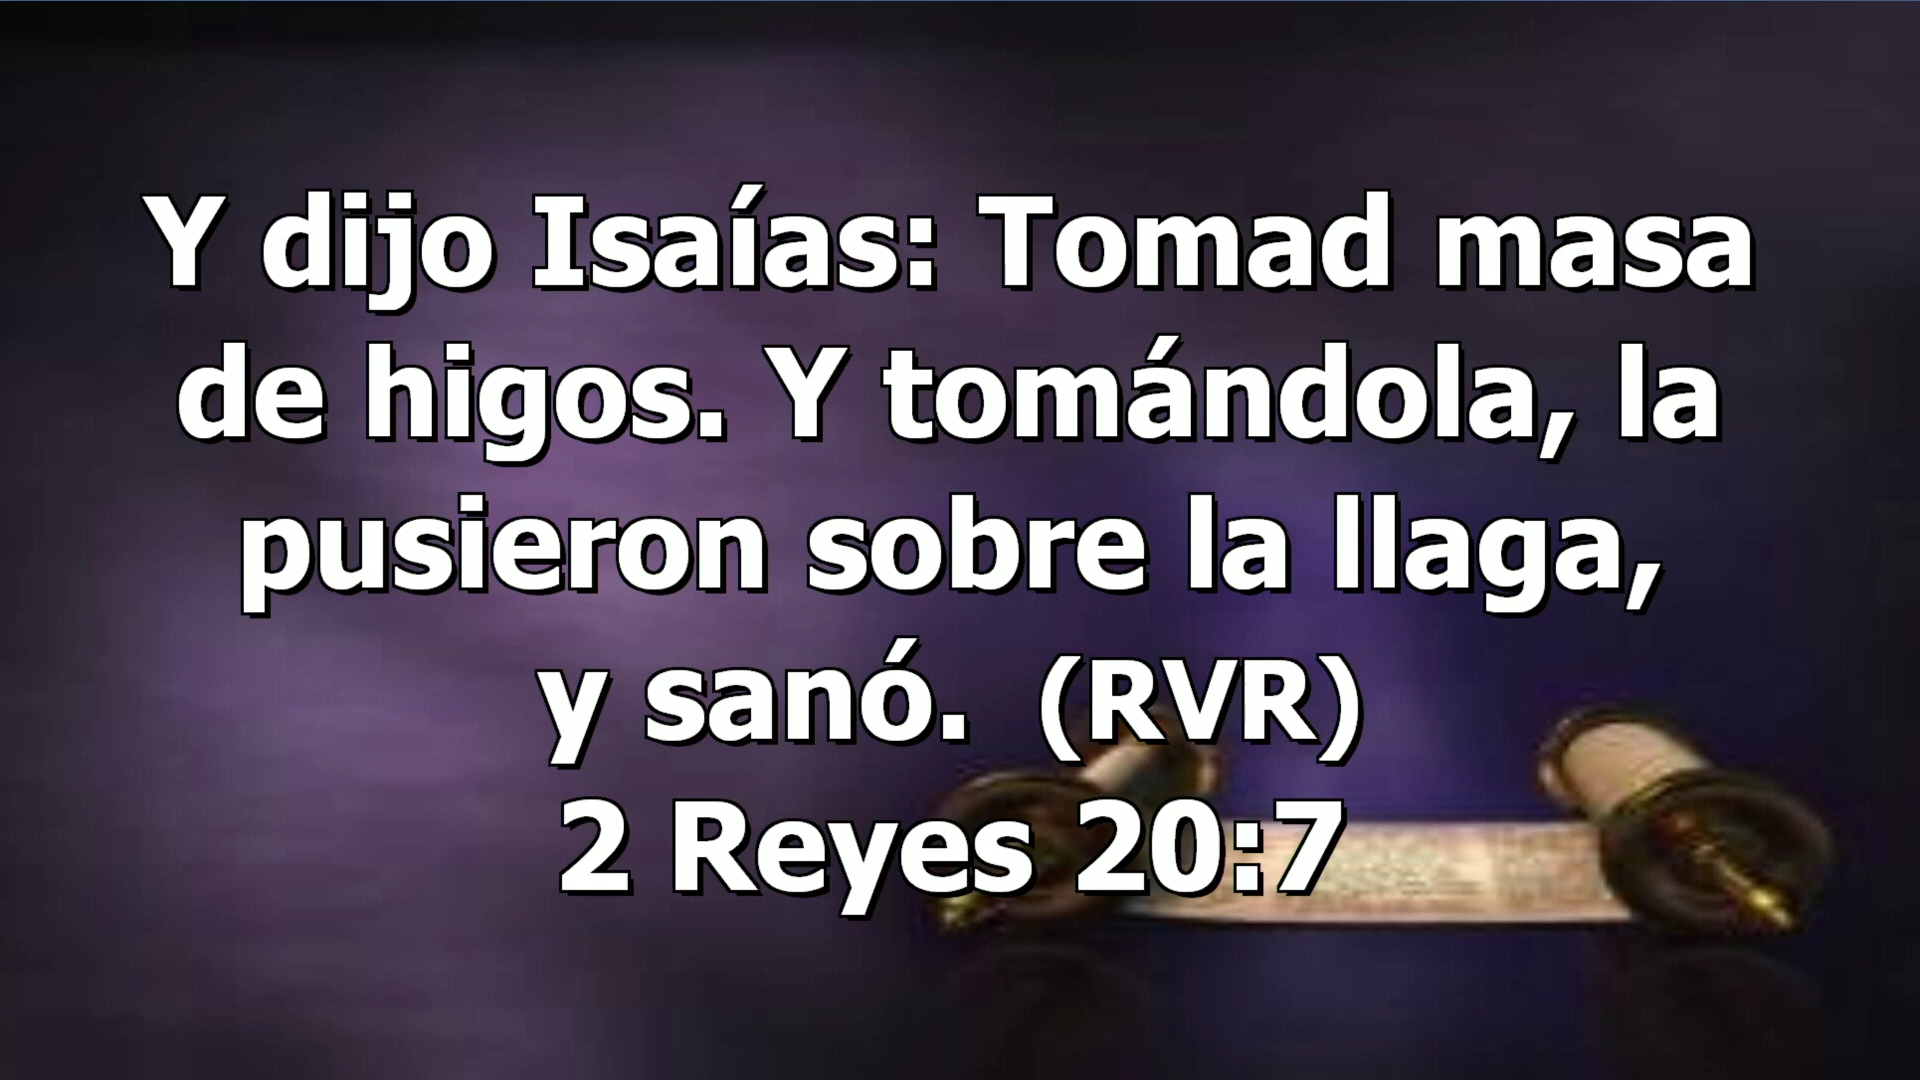 Y dijo Isaías: Tomad masa
de higos. Y tomándola, la
pusieron sobre la llaga,
y sanó. (RVR)
2 Reyes 20:7